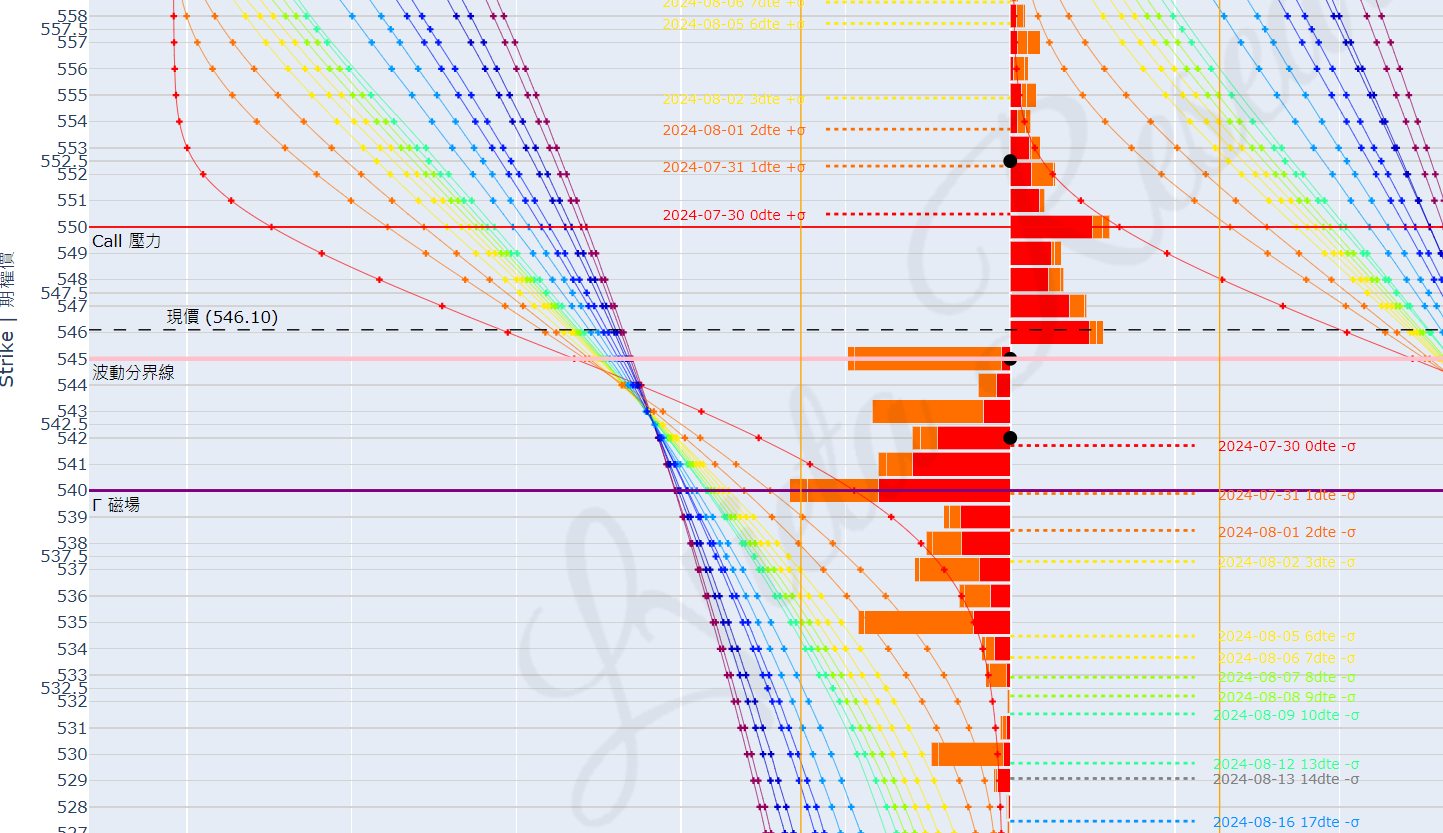 2024-08-06 7dte +σ
558
2024-08-05 6dte +σ
557.5
557
556
555
2024-08-02 3dte +σ
554
2024-08-01 2dte +σ
553
552.5
2024-07-31 1dte +σ
552
551
2024-07-30 0dte +σ
550
Call 壓力
549
548
547.5
547
現價 (546.10)
546
545
波動分界線
544
543
542.5
542
2024-07-30 0dte -σ
541
540
2024-07-31 1dte -σ
Γ 磁場
539
2024-08-01 2dte -σ
538
537.5
2024-08-02 3dte -σ
537
536
535
2024-08-05 6dte -σ
534
2024-08-06 7dte -σ
533
2024-08-07 8dte -σ
532.5
2024-08-08 9dte -σ
532
2024-08-09 10dte -σ
531
530
2024-08-12 13dte -σ
529
2024-08-13 14dte -σ
528
2024-08-16 17dte -σ
527
Strike | 期權價